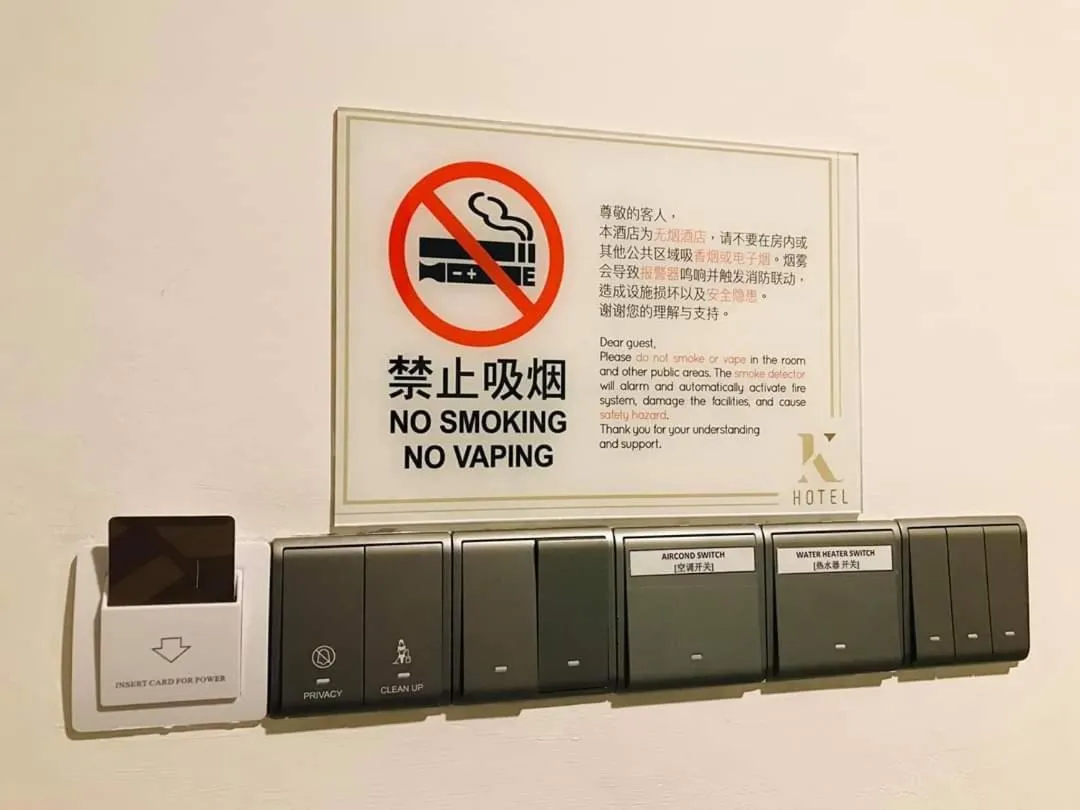 禁止吸烟
NO SMOKING
NO VAPING
E
尊敬的客人，
本酒店为无烟酒店，请不要在房内或
其他公共区域吸香烟或电子烟。烟雾
会导致报警器鸣响并触发消防联动，
造成设施损坏以及安全隐患。
谢谢您的理解与支持。
Dear guest,
Please do not smoke or vape in the room
and other public areas. The smoke detector
will alarm and automatically activate fire
system, damage the facilities, and cause
safety hazard.
Thank you for your understanding
and support.
K
HOTEL
INSERT CARD FOR POWER
PRIVACY
CLEAN UP
AIRCOND SWITCH
[空调开关]
WATER HEATER SWITCH
[热水器 开关]